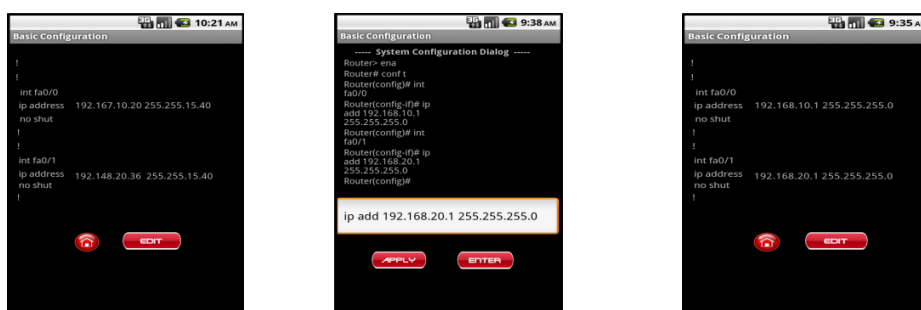 3G 10:21 AM
Basic Configuration
!
!
int fa0/0
ip address 192.167.10.20 255.255.15.40
no shut
!
!
int fa0/1
ip address 192.148.20.36 255.255.15.40
no shut
!
EDIT
3G 9:38 AM
Basic Configuration
----- System Configuration Dialog -----
Router> ena
Router# conf t
Router(config)# int
fa0/0
Router(config-if)# ip
add 192.168.10.1
255.255.255.0
Router(config)# int
fa0/1
Router(config-if)# ip
add 192.168.20.1
255.255.255.0
Router(config)#
ip add 192.168.20.1 255.255.255.0
APPLY
ENTER
3G 9:35 A
Basic Configuration
!
!
int fa0/0
ip address 192.168.10.1 255.255.255.0
no shut
!
!
int fa0/1
ip address 192.168.20.1 255.255.255.0
no shut
!
EDIT